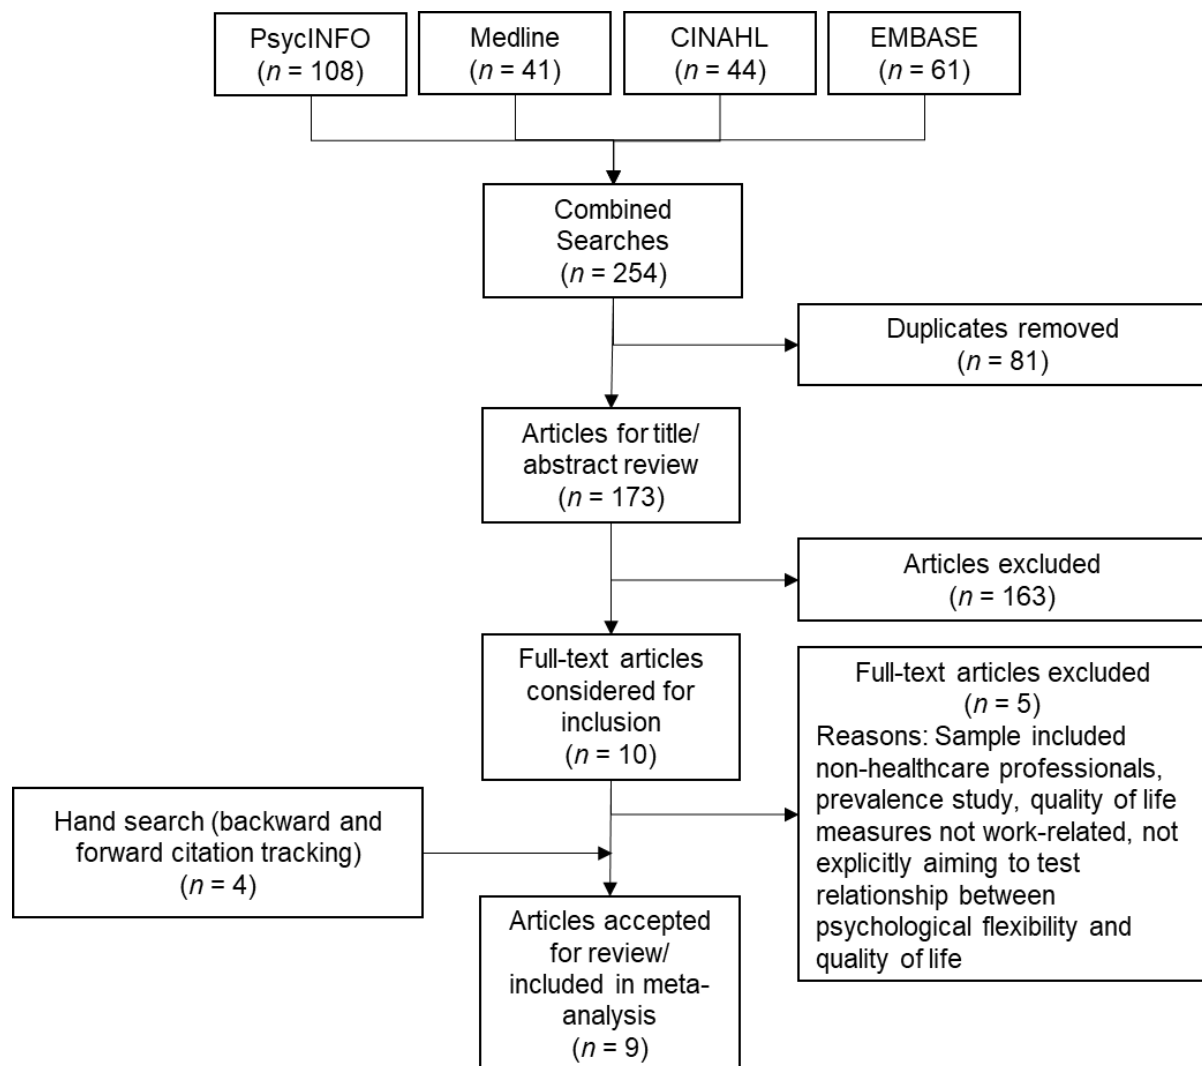 PsycINFO
(n = 108)
Medline
(n = 41)
CINAHL
(n = 44)
EMBASE
(n = 61)
Combined
Searches
(n = 254)
Duplicates removed
(n = 81)
Articles for title/
abstract review
(n = 173)
Articles excluded
(n = 163)
Full-text articles
considered for
inclusion
(n = 10)
Full-text articles excluded
(n = 5)
Reasons: Sample included
non-healthcare professionals,
prevalence study, quality of life
measures not work-related, not
explicitly aiming to test
relationship between
psychological flexibility and
quality of life
Hand search (backward and
forward citation tracking)
(n = 4)
Articles accepted
for review/
included in meta-
analysis
(n = 9)